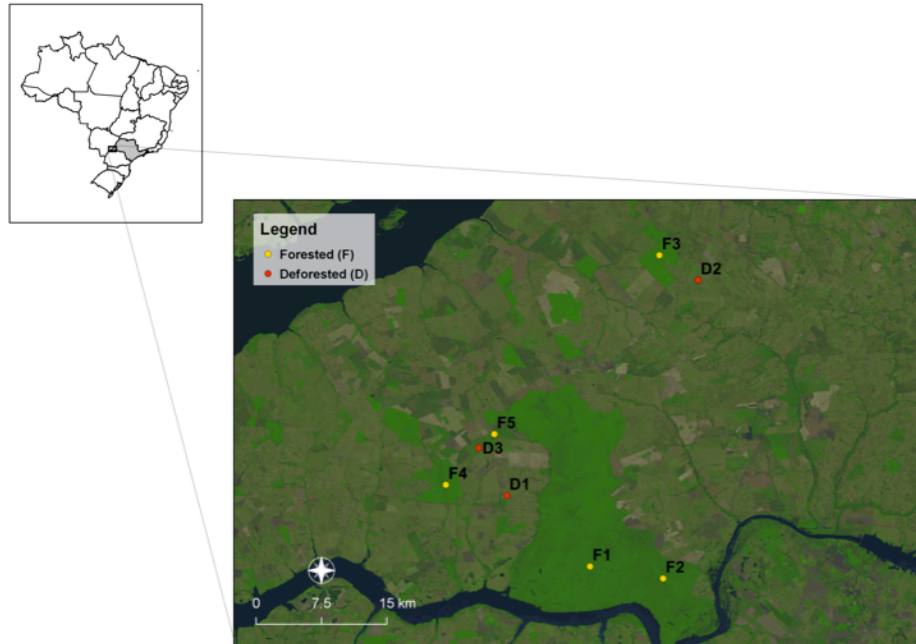 Legend
Forested (F)
Deforested (D)
F3
D2
F5
D3
F4
D1
F1
F2
0 7.5 15 km